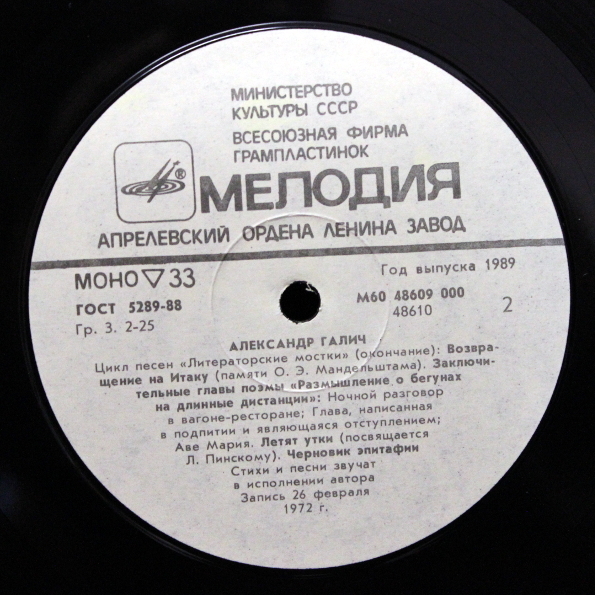 МИНИСТЕРСТВО
КУЛЬТУРЫ СССР
ВСЕСОЮЗНАЯ ФИРМА
ГРАМПЛАСТИНОК
® МЕЛОДИЯ
АПРЕЛЕВСКИЙ ОРДЕНА ЛЕНИНА ЗАВОД
МОНО ▽ 33
Год выпуска 1989
ГОСТ 5289-88
М60 48609 000
Гр. 3. 2-25
48610
2
АЛЕКСАНДР ГАЛИЧ
Цикл песен «Литераторские мостки» (окончание): Возвра-
щение на Итаку (памяти О. Э. Мандельштама). Заключи-
тельные главы поэмы «Размышление о бегунах
на длинные дистанции»: Ночной разговор
в вагоне-ресторане; Глава, написанная
в подпитии и являющаяся отступлением;
Аве Мария. Летят утки (посвящается
Л. Пинскому). Черновик эпитафии
Стихи и песни звучат
в исполнении автора
Запись 26 февраля
1972 г.